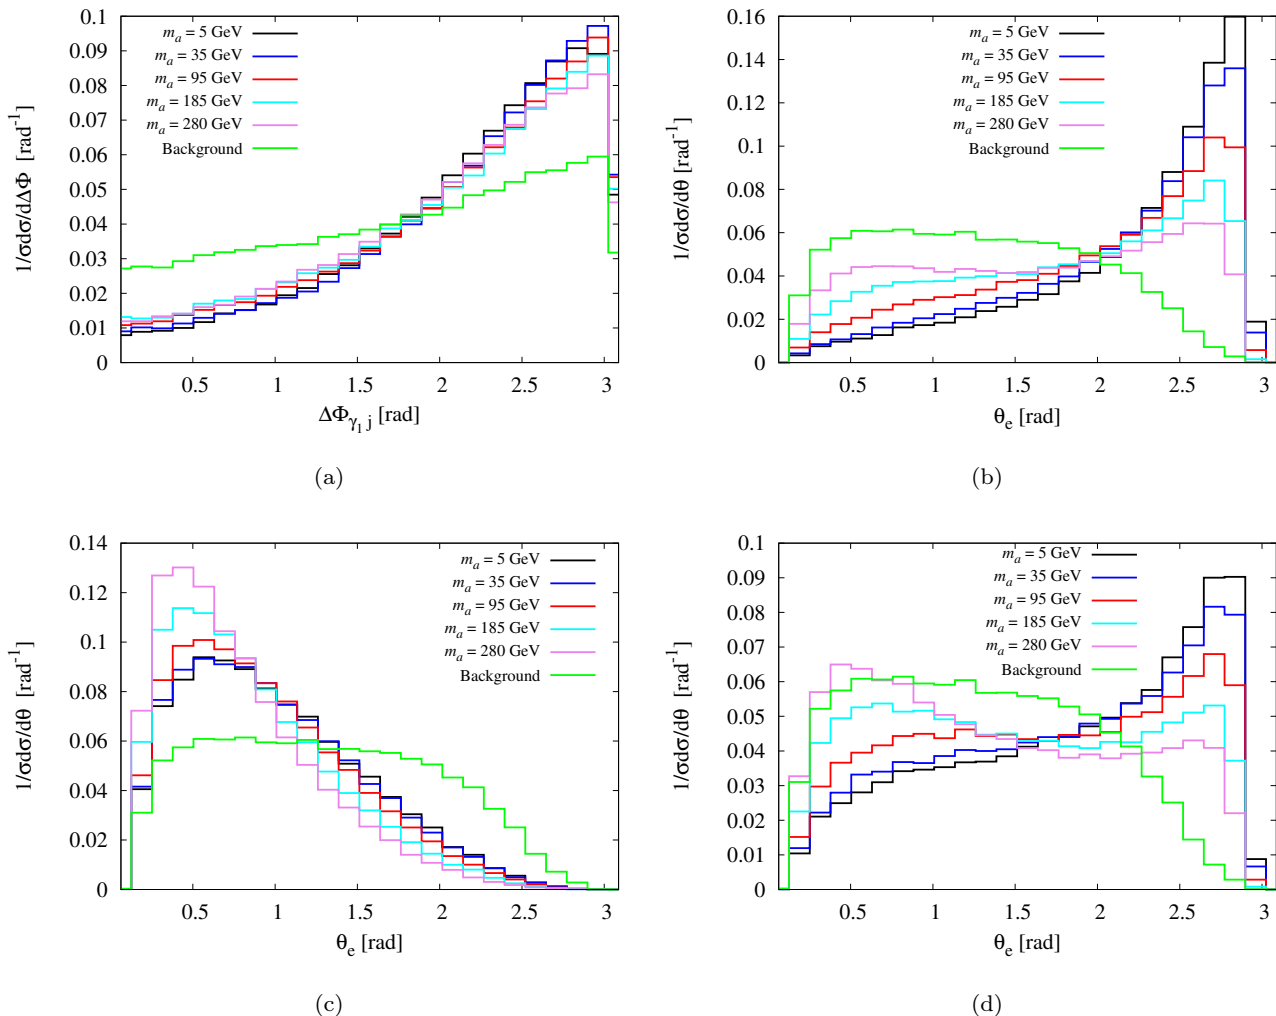 1/σdσ/dΔΦ [rad⁻¹]
0.1
0.09
0.08
0.07
0.06
0.05
0.04
0.03
0.02
0.01
0
m_a = 5 GeV
m_a = 35 GeV
m_a = 95 GeV
m_a = 185 GeV
m_a = 280 GeV
Background
0.5 1 1.5 2 2.5 3
ΔΦ_γ₁ j [rad]
(a)
1/σdσ/dθ [rad⁻¹]
0.16
0.14
0.12
0.1
0.08
0.06
0.04
0.02
0
m_a = 5 GeV
m_a = 35 GeV
m_a = 95 GeV
m_a = 185 GeV
m_a = 280 GeV
Background
0.5 1 1.5 2 2.5 3
θ_e [rad]
(b)
1/σdσ/dθ [rad⁻¹]
0.14
0.12
0.1
0.08
0.06
0.04
0.02
0
m_a = 5 GeV
m_a = 35 GeV
m_a = 95 GeV
m_a = 185 GeV
m_a = 280 GeV
Background
0.5 1 1.5 2 2.5 3
θ_e [rad]
(c)
1/σdσ/dθ [rad⁻¹]
0.1
0.09
0.08
0.07
0.06
0.05
0.04
0.03
0.02
0.01
0
m_a = 5 GeV
m_a = 35 GeV
m_a = 95 GeV
m_a = 185 GeV
m_a = 280 GeV
Background
0.5 1 1.5 2 2.5 3
θ_e [rad]
(d)